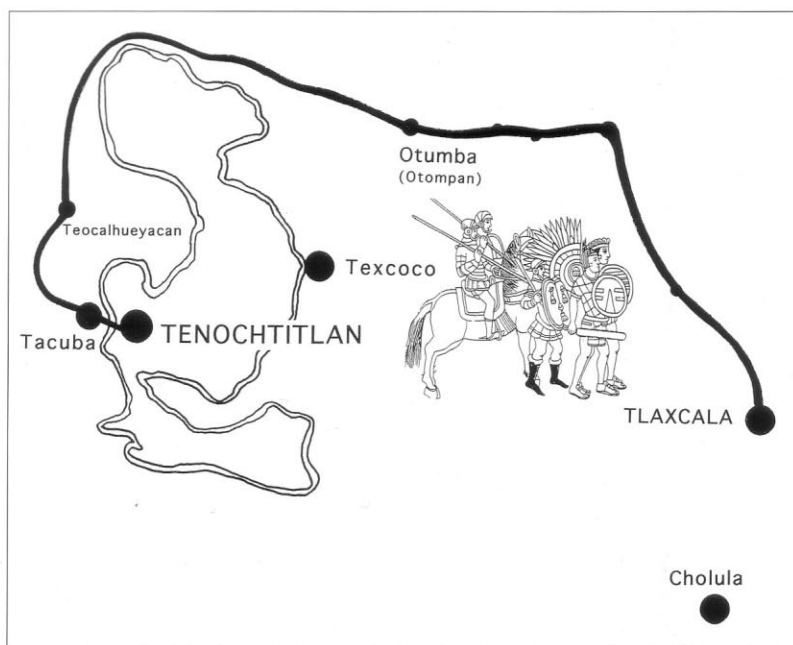 Otumba
(Otompan)
Teocalhueyacan
Texcoco
TENOCHTITLAN
Tacuba
TLAXCALA
Cholula